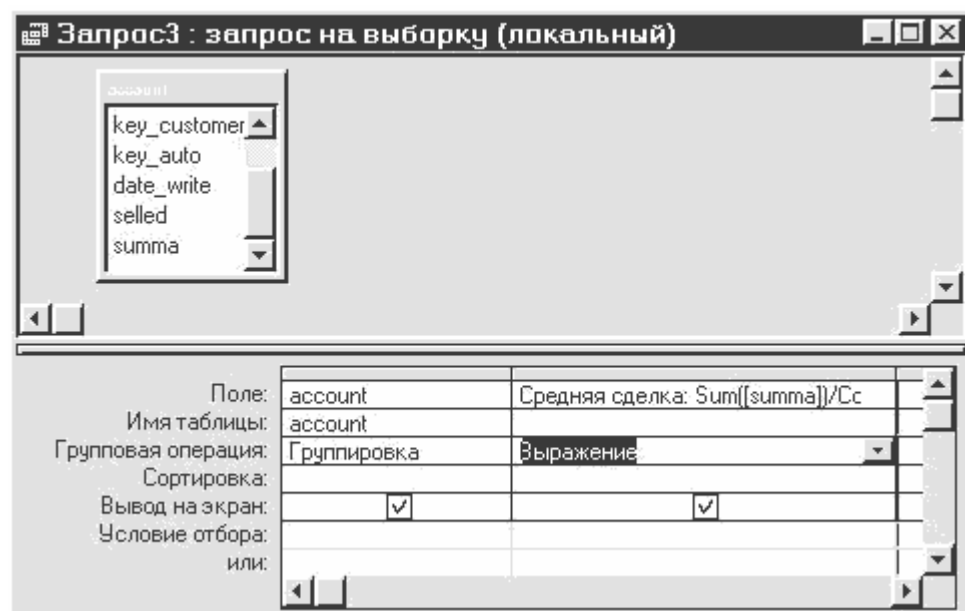 Запрос3 : запрос на выборку (локальный)
account
key_customer
key_auto
date_write
selled
summa
Поле: account Средняя сделка: Sum([summa])/Cc
Имя таблицы: account
Групповая операция: Группировка Выражение
Сортировка:
Вывод на экран:
Условие отбора:
или: